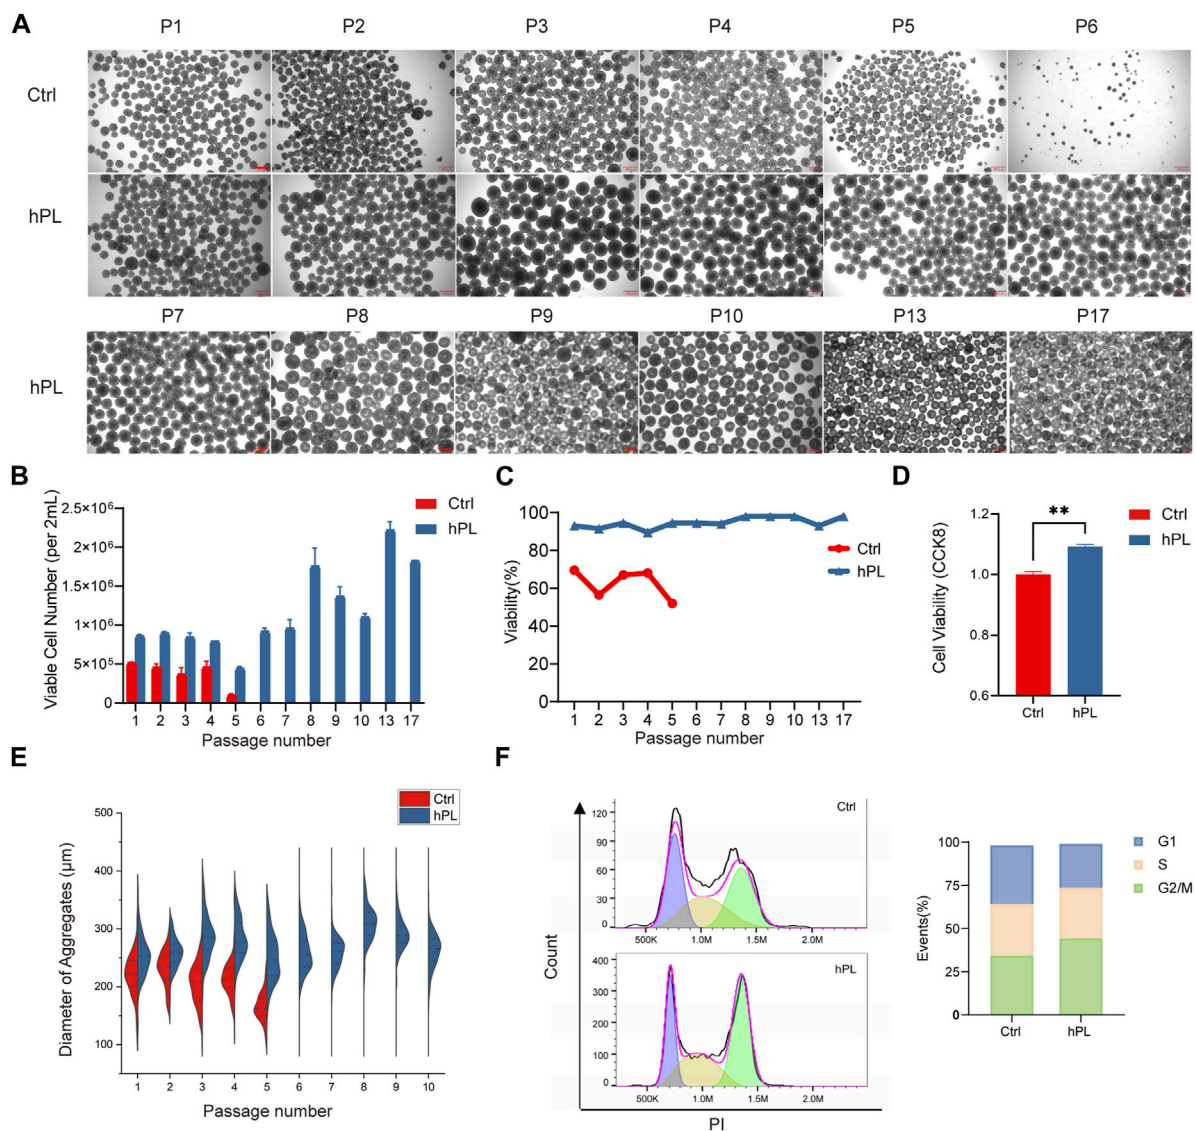 A
P1 P2 P3 P4 P5 P6
Ctrl
hPL
P7 P8 P9 P10 P13 P17
hPL
B
Viable Cell Number (per 2mL)
2.5×10⁶
2×10⁶
1.5×10⁶
1×10⁶
5×10⁵
0
1 2 3 4 5 6 7 8 9 10 13 17
Passage number
Ctrl
hPL
C
Viability(%)
100
80
60
40
20
0
1 2 3 4 5 6 7 8 9 10 13 17
Passage number
Ctrl
hPL
D
Cell Viability (CCK8)
1.2
1.0
0.8
0.6
**
Ctrl hPL
Ctrl
hPL
E
Diameter of Aggregates (μm)
500
400
300
200
100
1 2 3 4 5 6 7 8 9 10
Passage number
Ctrl
hPL
F
Count
Ctrl
120
90
60
30
0
500K 1.0M 1.5M 2.0M
hPL
400
300
200
100
0
500K 1.0M 1.5M 2.0M
PI
Events(%)
100
75
50
25
0
Ctrl hPL
G1
S
G2/M